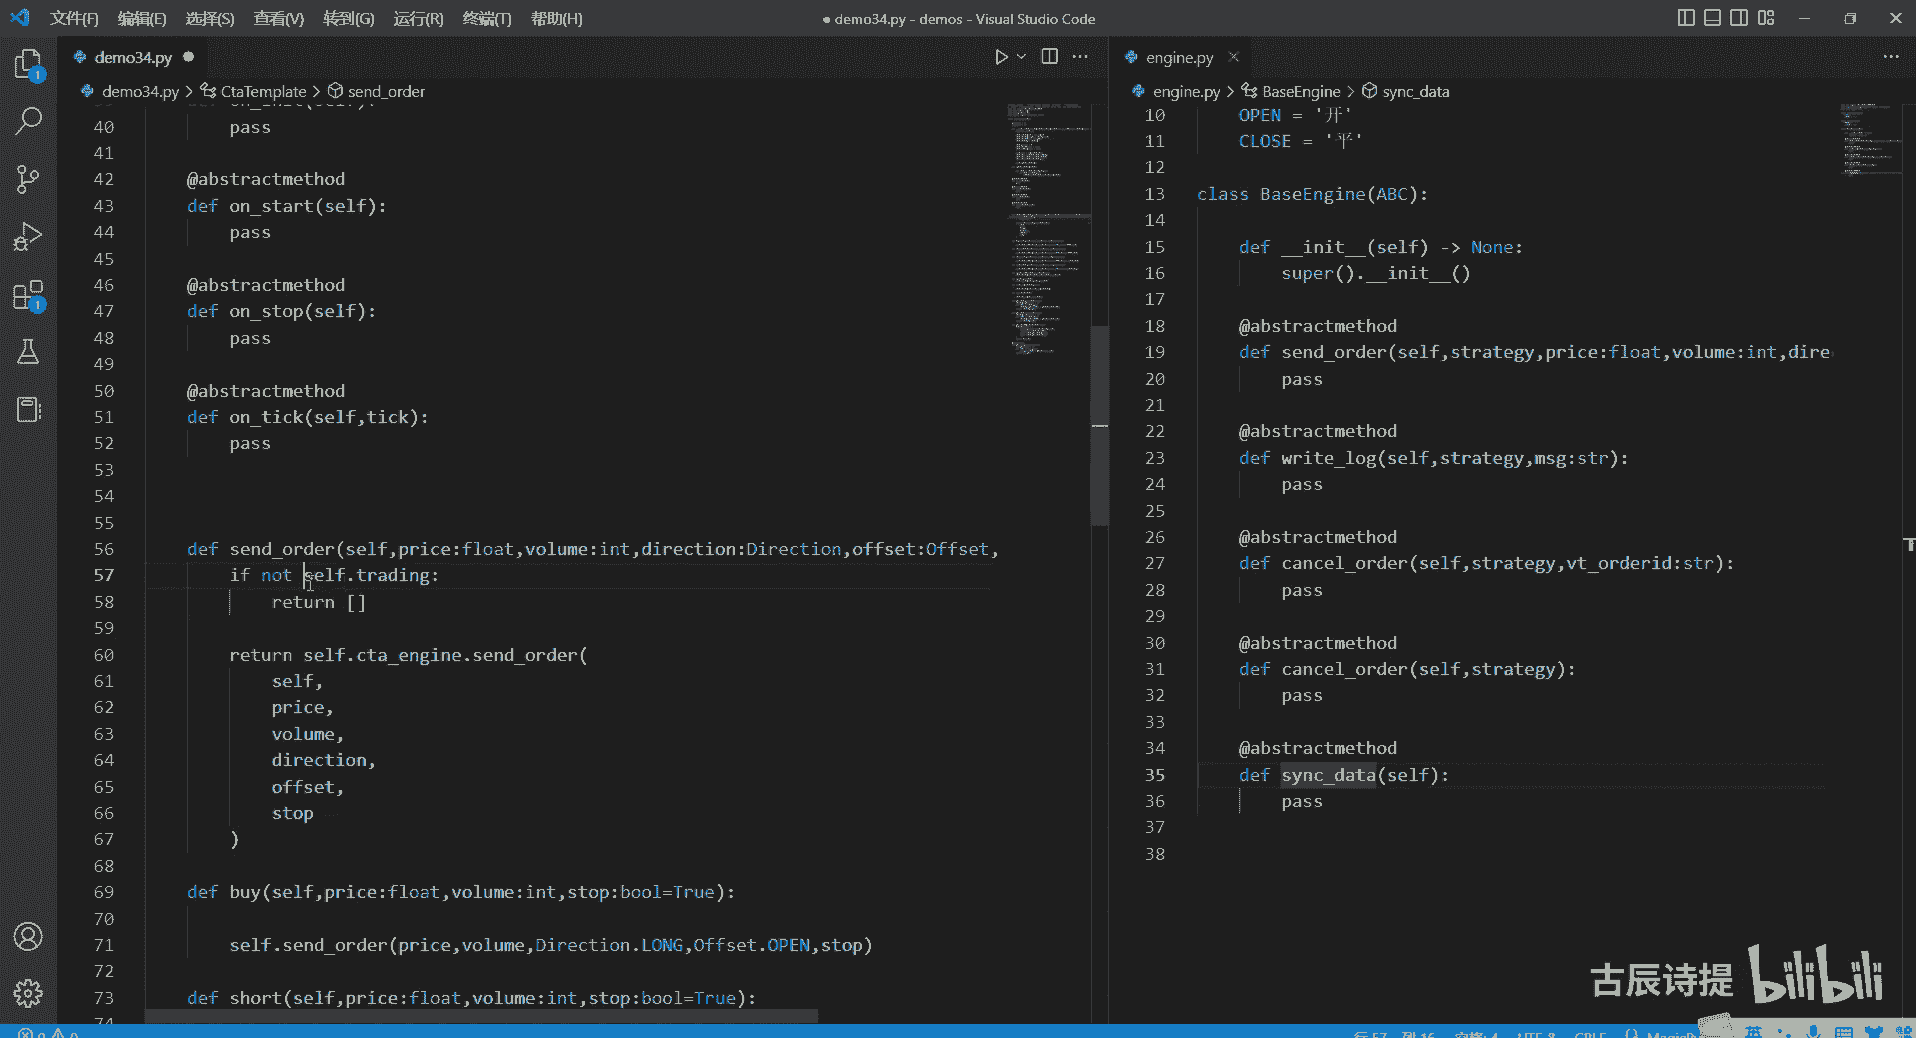 文件(F) 编辑(E) 选择(S) 查看(V) 转到(G) 运行(R) 终端(T) 帮助(H)
● demo34.py - demos - Visual Studio Code
demo34.py ●
demo34.py > CtaTemplate > send_order
40 pass
41
42 @abstractmethod
43 def on_start(self):
44 pass
45
46 @abstractmethod
47 def on_stop(self):
48 pass
49
50 @abstractmethod
51 def on_tick(self,tick):
52 pass
53
54
55
56 def send_order(self,price:float,volume:int,direction:Direction,offset:Offset,
57 if not self.trading:
58 return []
59
60 return self.cta_engine.send_order(
61 self,
62 price,
63 volume,
64 direction,
65 offset,
66 stop
67 )
68
69 def buy(self,price:float,volume:int,stop:bool=True):
70
71 self.send_order(price,volume,Direction.LONG,Offset.OPEN,stop)
72
73 def short(self,price:float,volume:int,stop:bool=True):
74
engine.py
engine.py > BaseEngine > sync_data
10 OPEN = '开'
11 CLOSE = '平'
12
13 class BaseEngine(ABC):
14
15 def __init__(self) -> None:
16 super().__init__()
17
18 @abstractmethod
19 def send_order(self,strategy,price:float,volume:int,dire
20 pass
21
22 @abstractmethod
23 def write_log(self,strategy,msg:str):
24 pass
25
26 @abstractmethod
27 def cancel_order(self,strategy,vt_orderid:str):
28 pass
29
30 @abstractmethod
31 def cancel_order(self,strategy):
32 pass
33
34 @abstractmethod
35 def sync_data(self):
36 pass
37
38
1
1
古辰诗提 bilibili
英